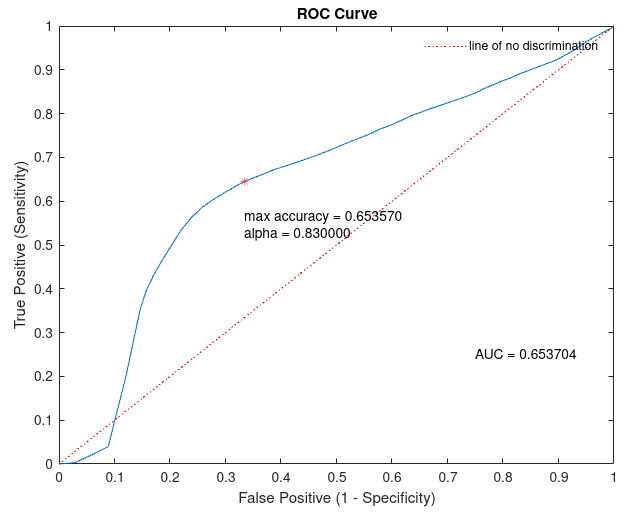 ROC Curve
line of no discrimination
max accuracy = 0.653570
alpha = 0.830000
AUC = 0.653704
True Positive (Sensitivity)
1
0.9
0.8
0.7
0.6
0.5
0.4
0.3
0.2
0.1
0
0 0.1 0.2 0.3 0.4 0.5 0.6 0.7 0.8 0.9 1
False Positive (1 - Specificity)